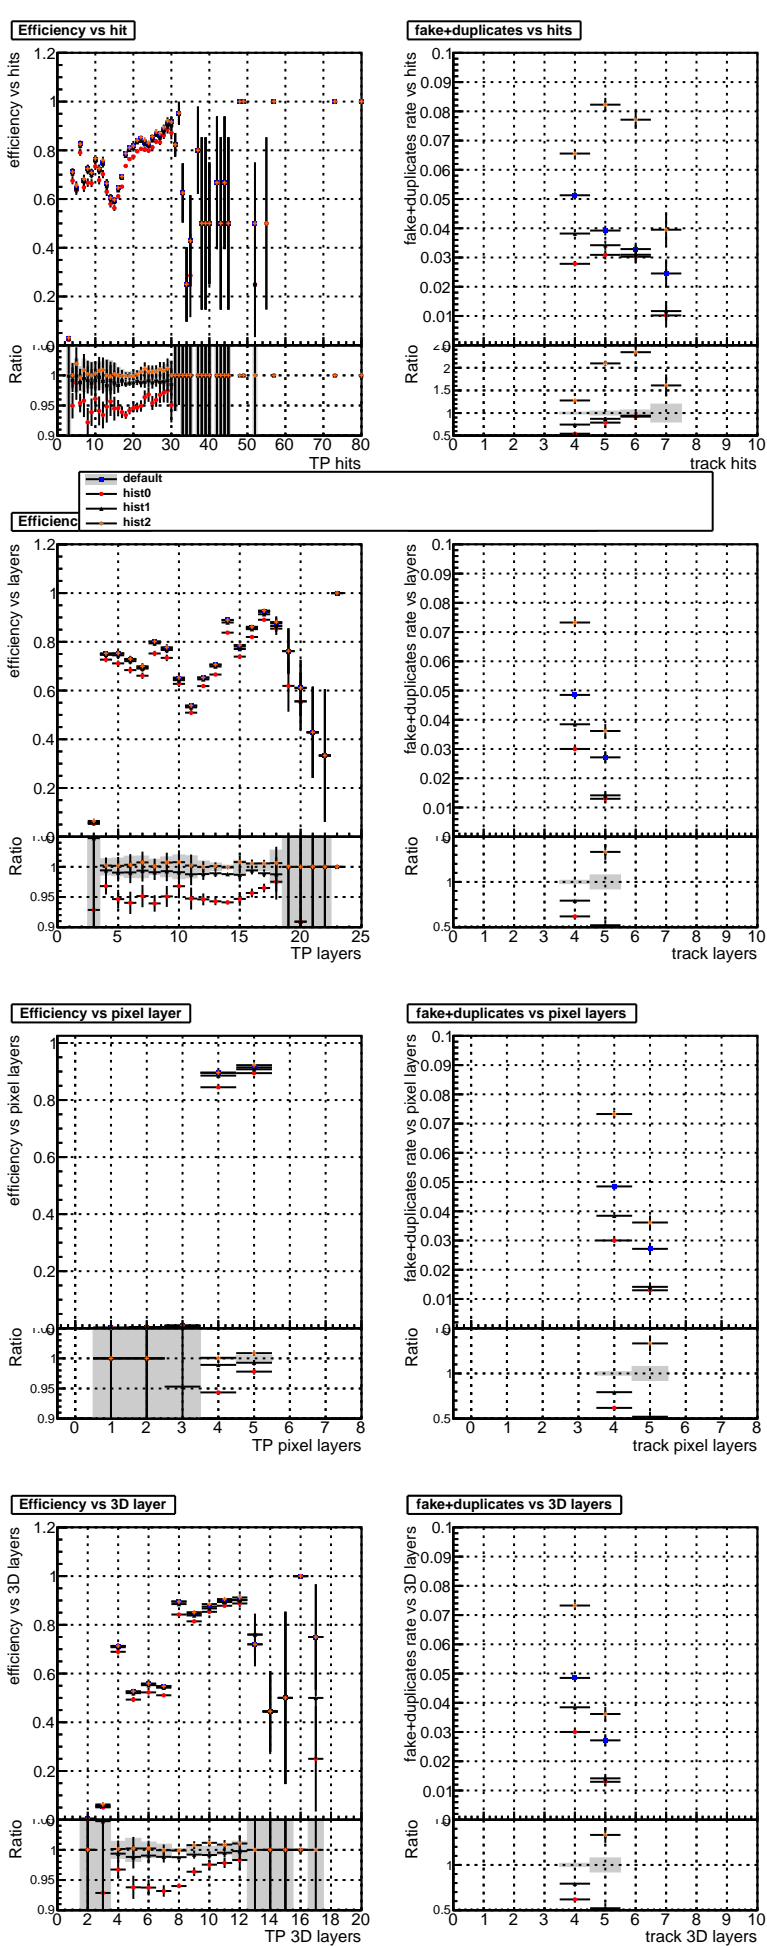 Efficiency vs hit
fake+duplicates vs hits
efficiency vs hits
1.2
1
0.8
0.6
0.4
0.2
Ratio
1
0.95
0.9
0 10 20 30 40 50 60 70 80
TP hits
fake+duplicates rate vs hits
0.1
0.09
0.08
0.07
0.06
0.05
0.04
0.03
0.02
0.01
Ratio
2
1.5
1
0.5
0 1 2 3 4 5 6 7 8 9 10
track hits
default
hist0
hist1
hist2
Efficienc
efficiency vs layers
1.2
1
0.8
0.6
0.4
0.2
Ratio
1
0.95
0.9
0 5 10 15 20 25
TP layers
fake+duplicates rate vs layers
0.1
0.09
0.08
0.07
0.06
0.05
0.04
0.03
0.02
0.01
Ratio
1
0.5
0 1 2 3 4 5 6 7 8 9 10
track layers
Efficiency vs pixel layer
fake+duplicates vs pixel layers
efficiency vs pixel layers
1
0.8
0.6
0.4
0.2
Ratio
1
0.95
0.9
0 1 2 3 4 5 6 7 8
TP pixel layers
fake+duplicates rate vs pixel layers
0.1
0.09
0.08
0.07
0.06
0.05
0.04
0.03
0.02
0.01
Ratio
1
0.5
0 1 2 3 4 5 6 7 8
track pixel layers
Efficiency vs 3D layer
fake+duplicates vs 3D layers
efficiency vs 3D layers
1.2
1
0.8
0.6
0.4
0.2
Ratio
1
0.95
0.9
0 2 4 6 8 10 12 14 16 18 20
TP 3D layers
fake+duplicates rate vs 3D layers
0.1
0.09
0.08
0.07
0.06
0.05
0.04
0.03
0.02
0.01
Ratio
1
0.5
0 1 2 3 4 5 6 7 8 9 10
track 3D layers